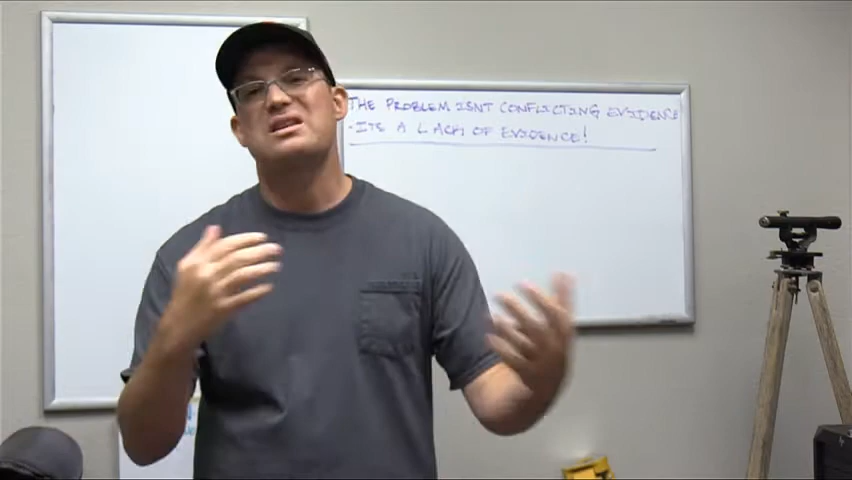 THE PROBLEM ISNT CONFLICTING EVIDENCE
- ITS A LACK OF EVIDENCE!